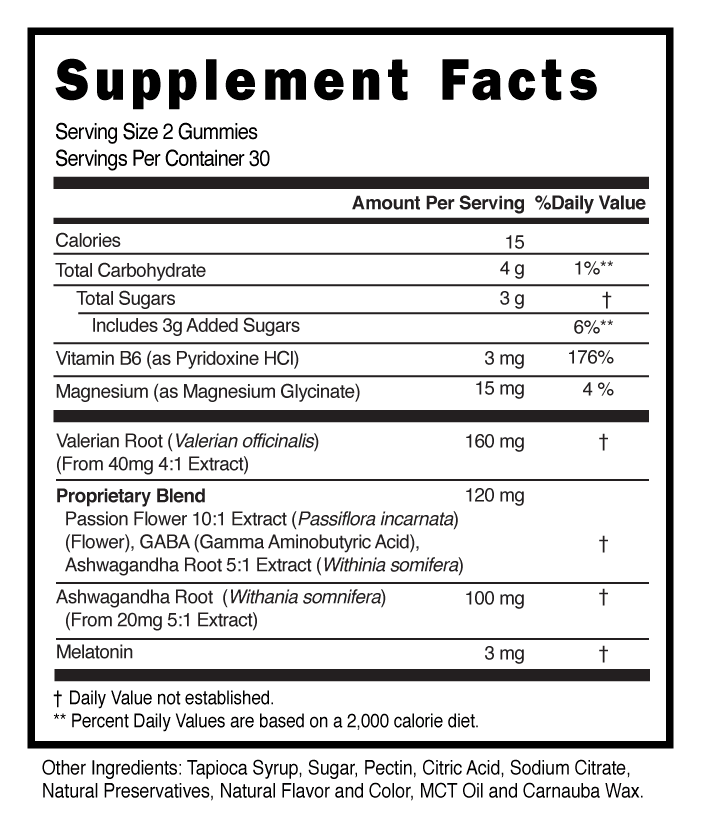 Supplement Facts
Serving Size 2 Gummies
Servings Per Container 30
Amount Per Serving %Daily Value
Calories 15
Total Carbohydrate 4 g 1%**
Total Sugars 3 g †
Includes 3g Added Sugars 6%**
Vitamin B6 (as Pyridoxine HCl) 3 mg 176%
Magnesium (as Magnesium Glycinate) 15 mg 4 %
Valerian Root (Valerian officinalis) 160 mg †
(From 40mg 4:1 Extract)
Proprietary Blend 120 mg
Passion Flower 10:1 Extract (Passiflora incarnata)
(Flower), GABA (Gamma Aminobutyric Acid), †
Ashwagandha Root 5:1 Extract (Withinia somifera)
Ashwagandha Root (Withania somnifera) 100 mg †
(From 20mg 5:1 Extract)
Melatonin 3 mg †
† Daily Value not established.
** Percent Daily Values are based on a 2,000 calorie diet.
Other Ingredients: Tapioca Syrup, Sugar, Pectin, Citric Acid, Sodium Citrate,
Natural Preservatives, Natural Flavor and Color, MCT Oil and Carnauba Wax.